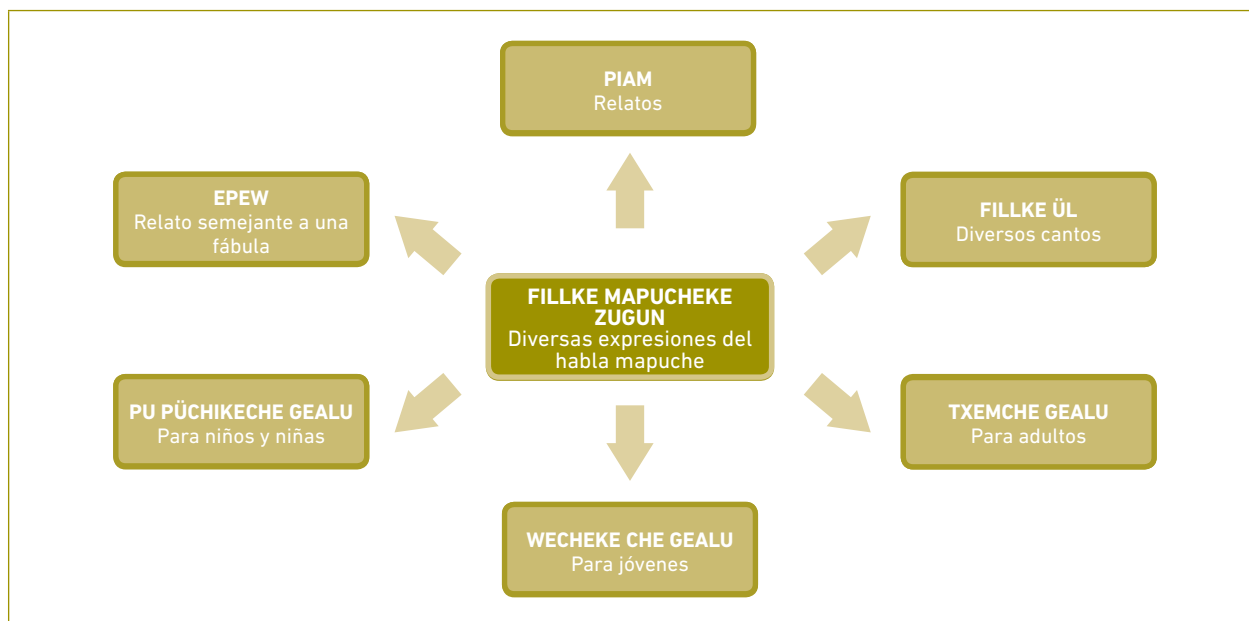 PIAM
Relatos
EPEW
Relato semejante a una
fábula
FILLKE ÜL
Diversos cantos
FILLKE MAPUCHEKE
ZUGUN
Diversas expresiones del
habla mapuche
PU PÜCHIKECHE GEALU
Para niños y niñas
TXEMCHE GEALU
Para adultos
WECHEKE CHE GEALU
Para jóvenes